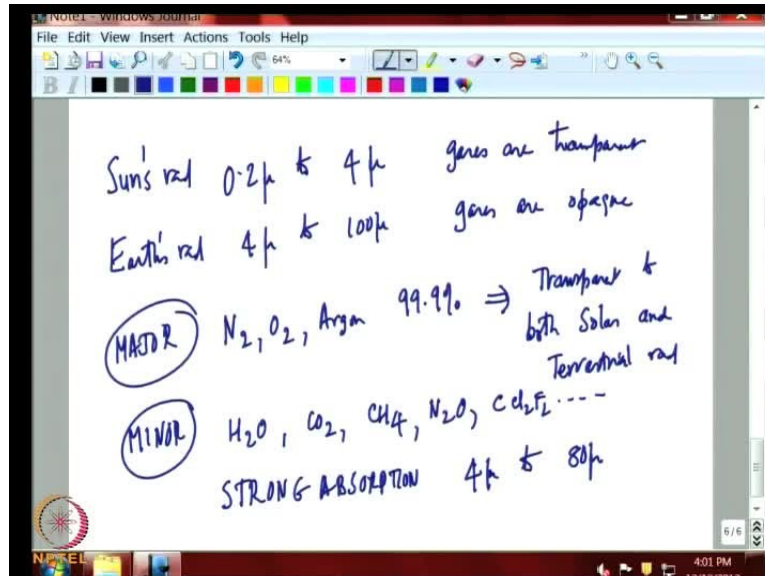 Note1 - Windows Journal
File Edit View Insert Actions Tools Help
64%
B I
Sun's rad 0.2μ to 4μ gases are transparent
Earth's rad 4μ to 100μ gases are opaque
MAJOR N2, O2, Argon 99.9% ⇒ Transparent to
both Solar and
Terrestrial rad
MINOR H2O, CO2, CH4, N2O, CCl2F2 ----
STRONG ABSORPTION 4μ to 80μ
6/6
NPTEL
4:01 PM